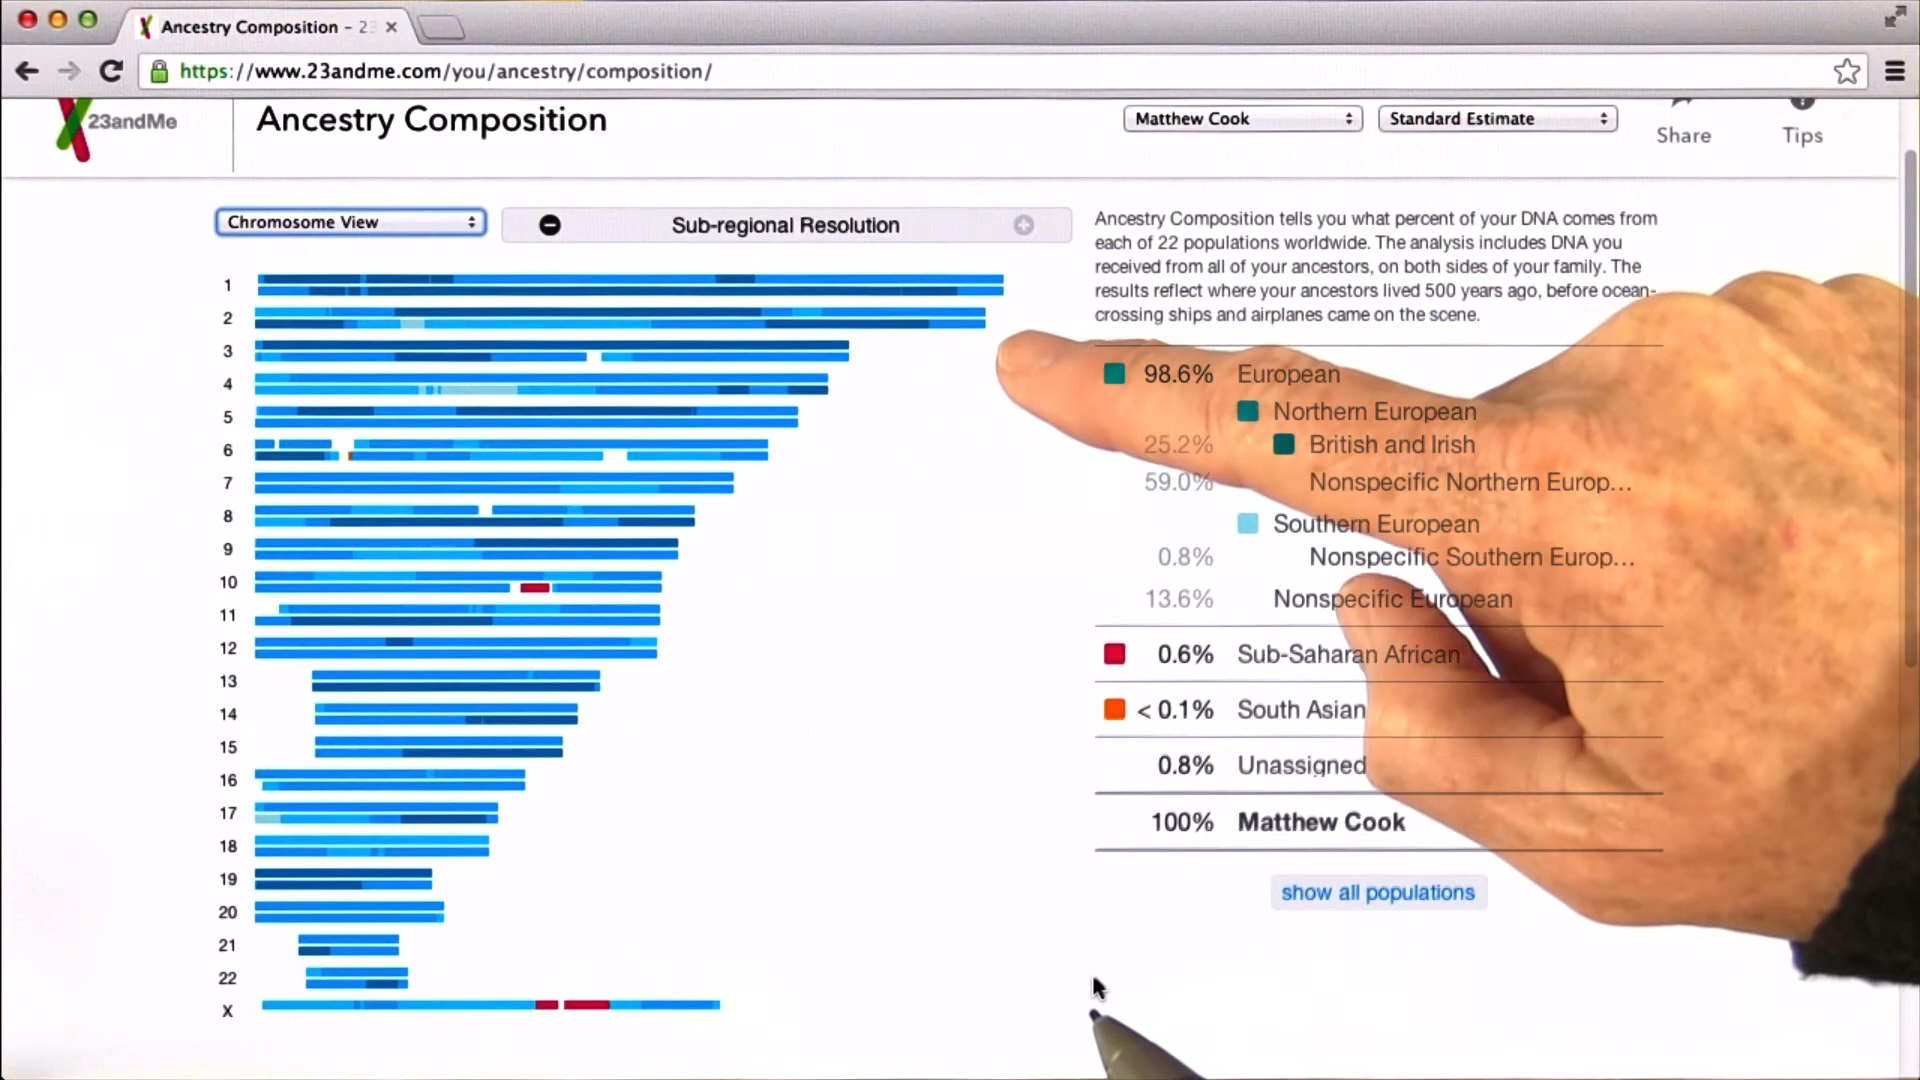 Ancestry Composition - 23
https://www.23andme.com/you/ancestry/composition/
23andMe
Ancestry Composition
Matthew Cook
Standard Estimate
Share
Tips
Chromosome View
Sub-regional Resolution
Ancestry Composition tells you what percent of your DNA comes from
each of 22 populations worldwide. The analysis includes DNA you
received from all of your ancestors, on both sides of your family. The
results reflect where your ancestors lived 500 years ago, before ocean-
crossing ships and airplanes came on the scene.
1
2
3
4
5
6
7
8
9
10
11
12
13
14
15
16
17
18
19
20
21
22
X
98.6% European
Northern European
25.2% British and Irish
59.0% Nonspecific Northern Europ...
Southern European
0.8% Nonspecific Southern Europ...
13.6% Nonspecific European
0.6% Sub-Saharan African
< 0.1% South Asian
0.8% Unassigned
100% Matthew Cook
show all populations